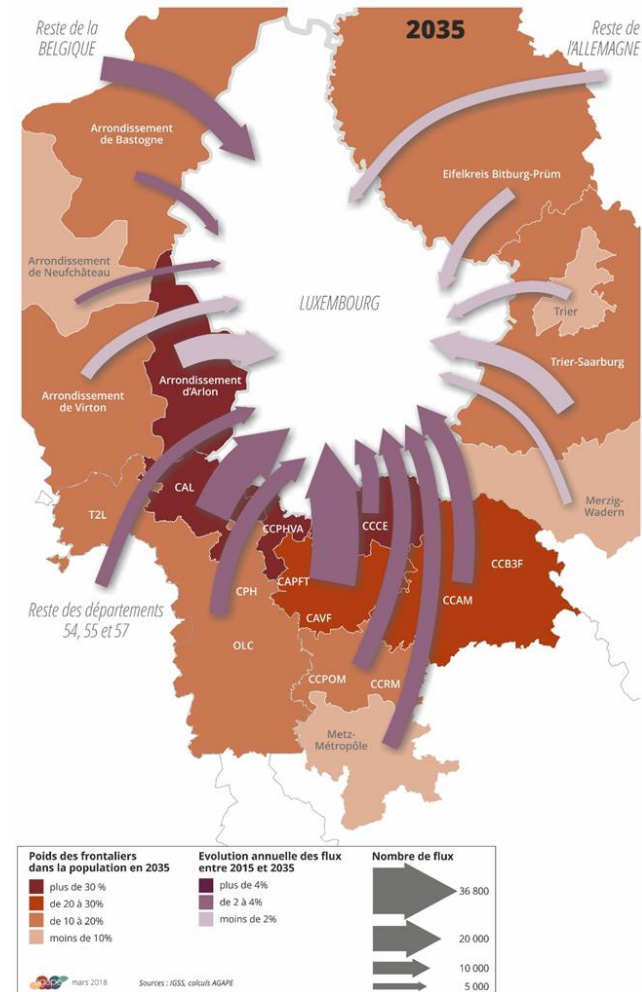 Reste de la
BELGIQUE
2035
Reste de
l'ALLEMAGNE
Arrondissement
de Bastogne
Eifelkreis Bitburg-Prüm
Arrondissement
de Neufchâteau
LUXEMBOURG
Trier
Trier-Saarburg
Arrondissement
d'Arlon
Arrondissement
de Virton
Merzig-
Wadern
CAL
T2L
CCPHVA
CCCE
CCB3F
CAPFT
CCAM
CPH
CAVF
Reste des départements
54, 55 et 57
OLC
CCPOM
CCRM
Metz-
Métropôle
Poids des frontaliers
dans la population en 2035
plus de 30 %
de 20 à 30%
de 10 à 20%
moins de 10%
Evolution annuelle des flux
entre 2015 et 2035
plus de 4%
de 2 à 4%
moins de 2%
Nombre de flux
36 800
20 000
10 000
5 000
agape
mars 2018
Sources : IGSS, calculs AGAPE